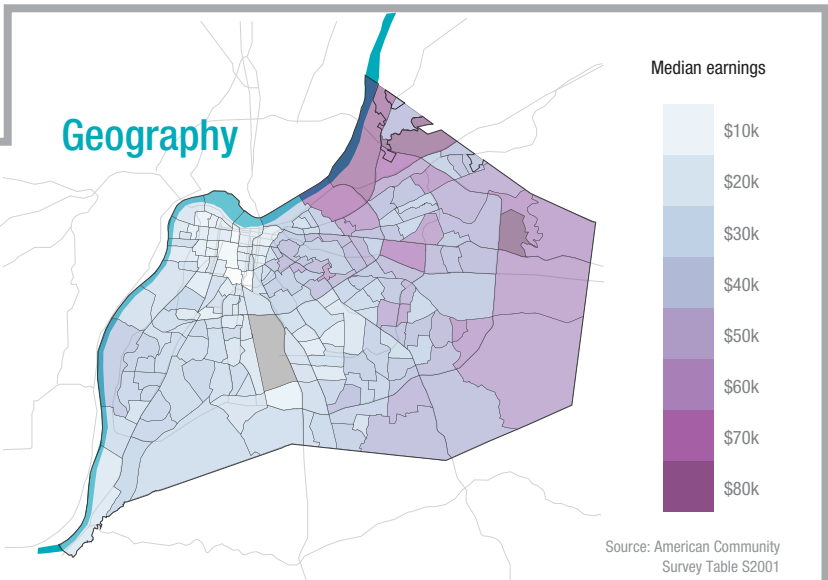 Geography
Median earnings
$10k
$20k
$30k
$40k
$50k
$60k
$70k
$80k
Source: American Community
Survey Table S2001